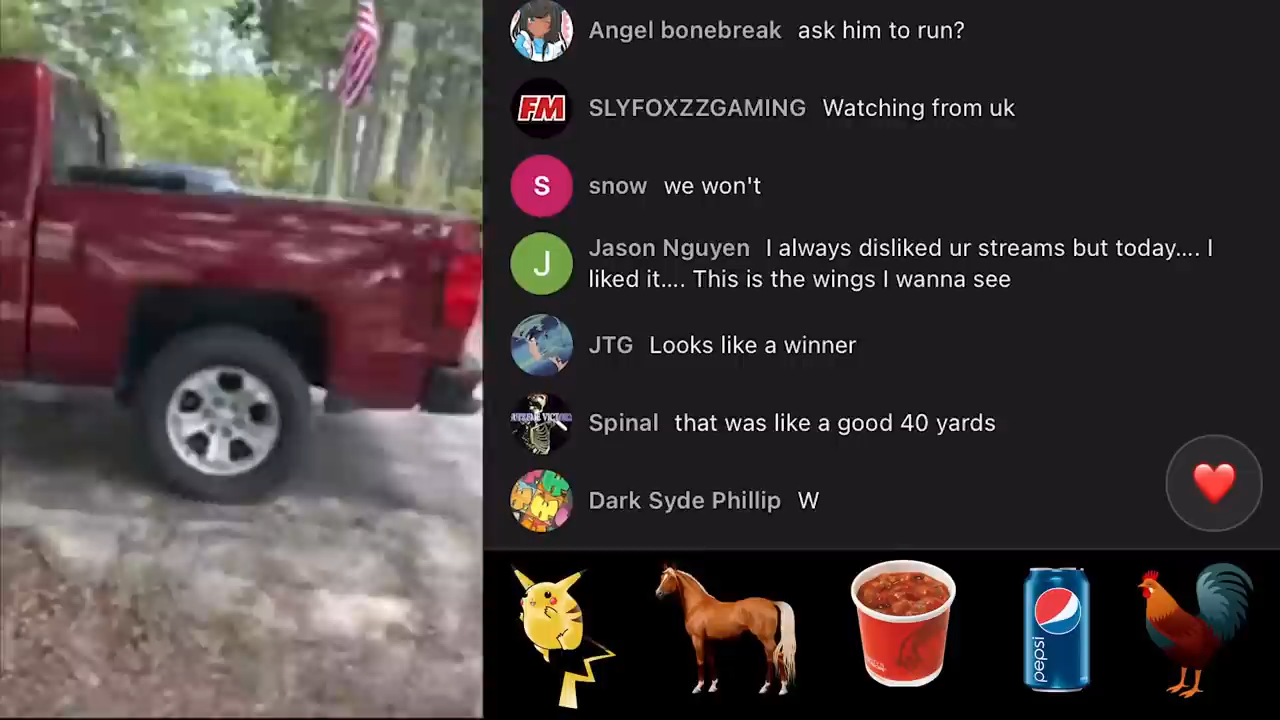 Angel bonebreak ask him to run?
FM
SLYFOXZZGAMING Watching from uk
S
snow we won't
J
Jason Nguyen I always disliked ur streams but today.... I
liked it.... This is the wings I wanna see
JTG Looks like a winner
Spinal that was like a good 40 yards
Dark Syde Phillip W
pepsi